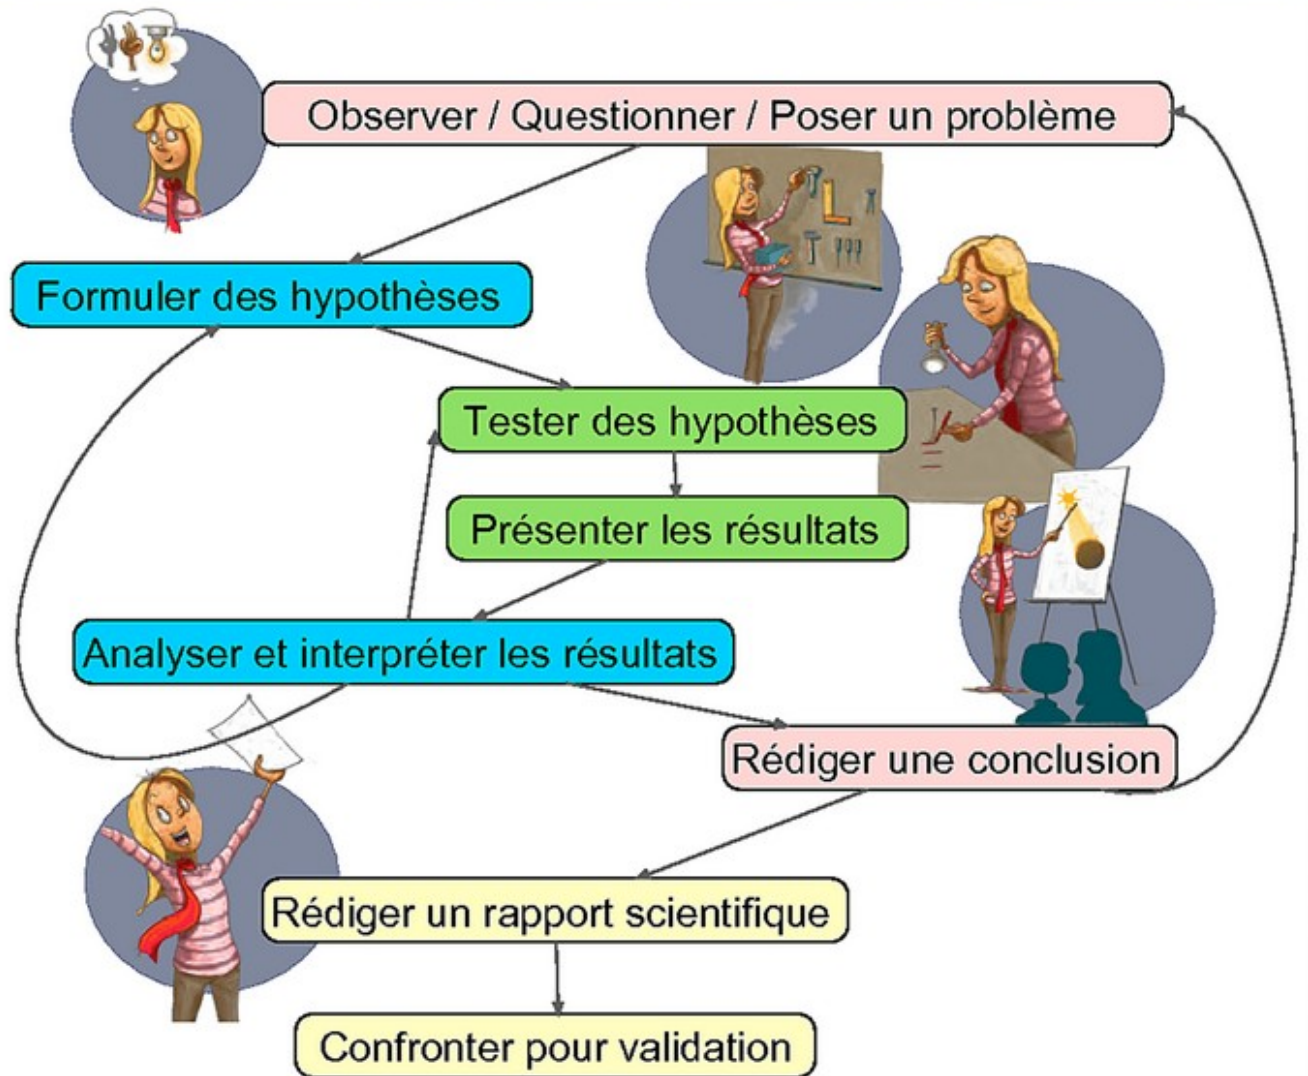 Observer / Questionner / Poser un problème
Formuler des hypothèses
Tester des hypothèses
Présenter les résultats
Analyser et interpréter les résultats
Rédiger une conclusion
Rédiger un rapport scientifique
Confronter pour validation